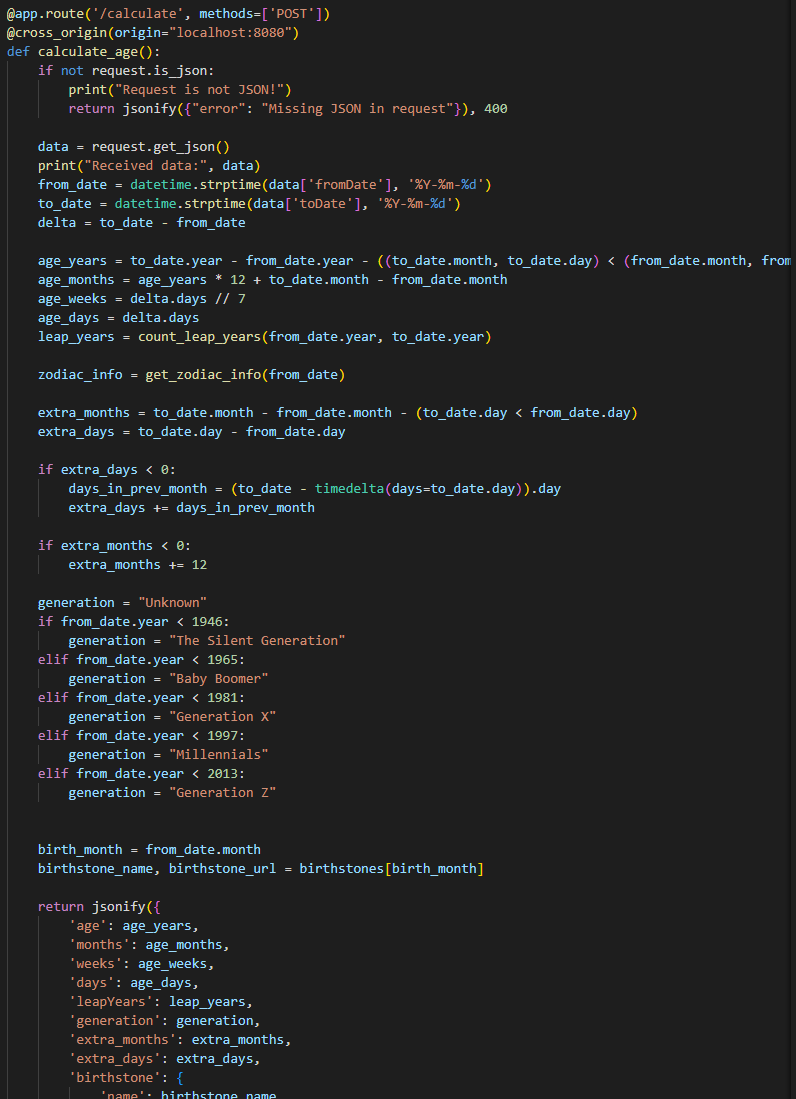 @app.route('/calculate', methods=['POST'])
@cross_origin(origin="localhost:8080")
def calculate_age():
    if not request.is_json:
        print("Request is not JSON!")
        return jsonify({"error": "Missing JSON in request"}), 400

    data = request.get_json()
    print("Received data:", data)
    from_date = datetime.strptime(data['fromDate'], '%Y-%m-%d')
    to_date = datetime.strptime(data['toDate'], '%Y-%m-%d')
    delta = to_date - from_date

    age_years = to_date.year - from_date.year - ((to_date.month, to_date.day) < (from_date.month, from
    age_months = age_years * 12 + to_date.month - from_date.month
    age_weeks = delta.days // 7
    age_days = delta.days
    leap_years = count_leap_years(from_date.year, to_date.year)

    zodiac_info = get_zodiac_info(from_date)

    extra_months = to_date.month - from_date.month - (to_date.day < from_date.day)
    extra_days = to_date.day - from_date.day

    if extra_days < 0:
        days_in_prev_month = (to_date - timedelta(days=to_date.day)).day
        extra_days += days_in_prev_month

    if extra_months < 0:
        extra_months += 12

    generation = "Unknown"
    if from_date.year < 1946:
        generation = "The Silent Generation"
    elif from_date.year < 1965:
        generation = "Baby Boomer"
    elif from_date.year < 1981:
        generation = "Generation X"
    elif from_date.year < 1997:
        generation = "Millennials"
    elif from_date.year < 2013:
        generation = "Generation Z"


    birth_month = from_date.month
    birthstone_name, birthstone_url = birthstones[birth_month]

    return jsonify({
        'age': age_years,
        'months': age_months,
        'weeks': age_weeks,
        'days': age_days,
        'leapYears': leap_years,
        'generation': generation,
        'extra_months': extra_months,
        'extra_days': extra_days,
        'birthstone': {
            'name': birthstone_name